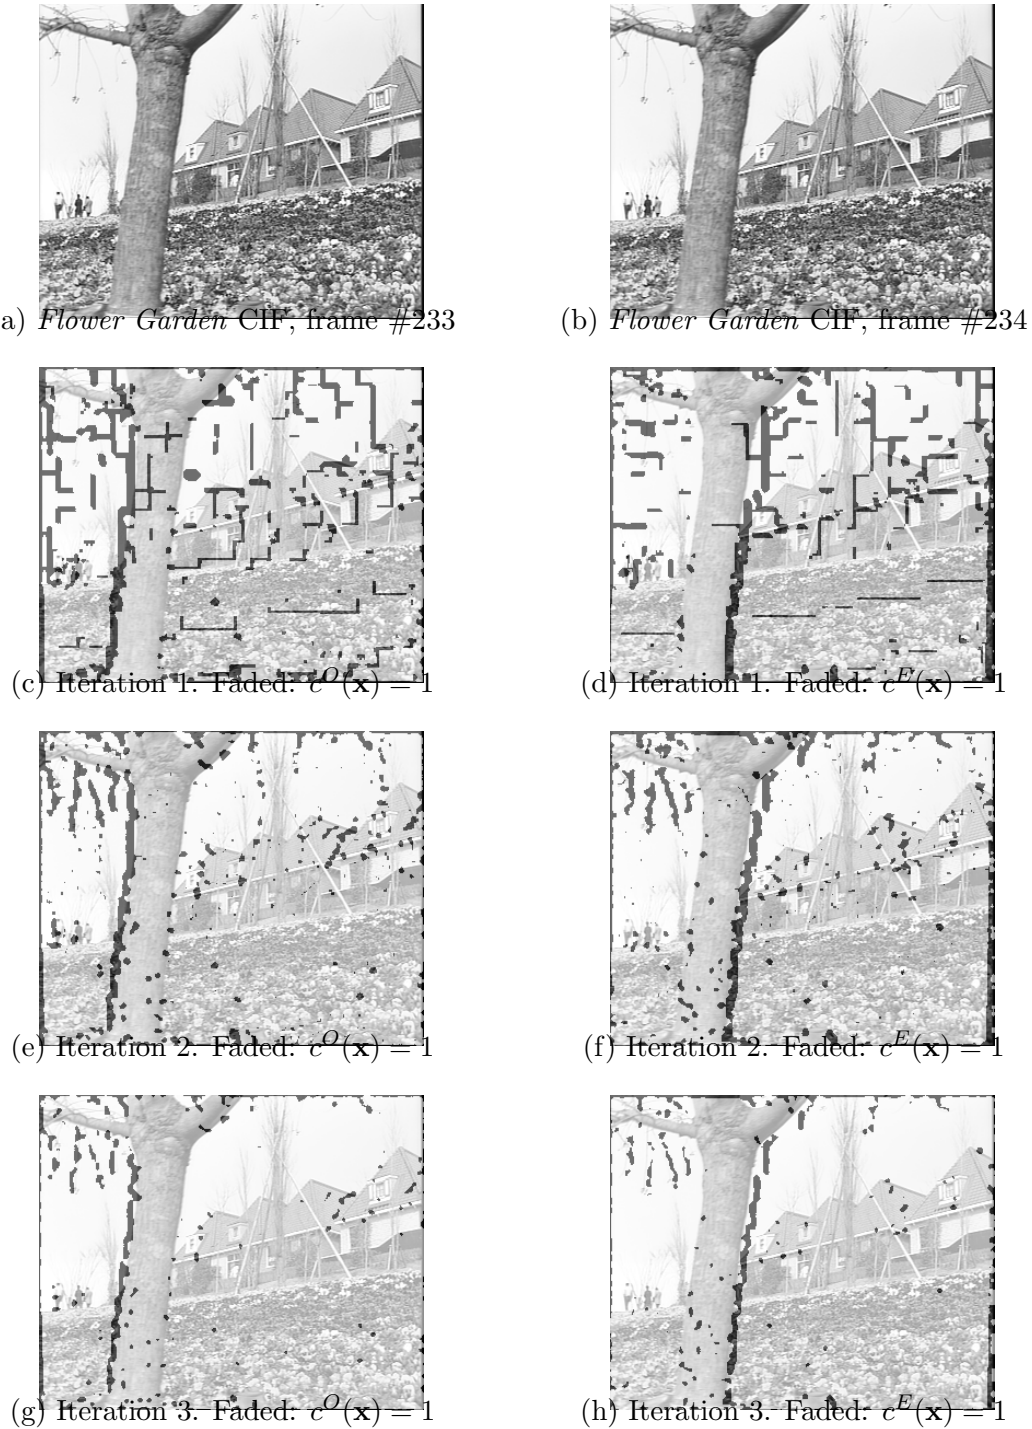 a) Flower Garden CIF, frame #233
(b) Flower Garden CIF, frame #234
(c) Iteration 1. Faded: c^O(x) = 1
(d) Iteration 1. Faded: c^E(x) = 1
(e) Iteration 2. Faded: c^O(x) = 1
(f) Iteration 2. Faded: c^E(x) = 1
(g) Iteration 3. Faded: c^O(x) = 1
(h) Iteration 3. Faded: c^E(x) = 1